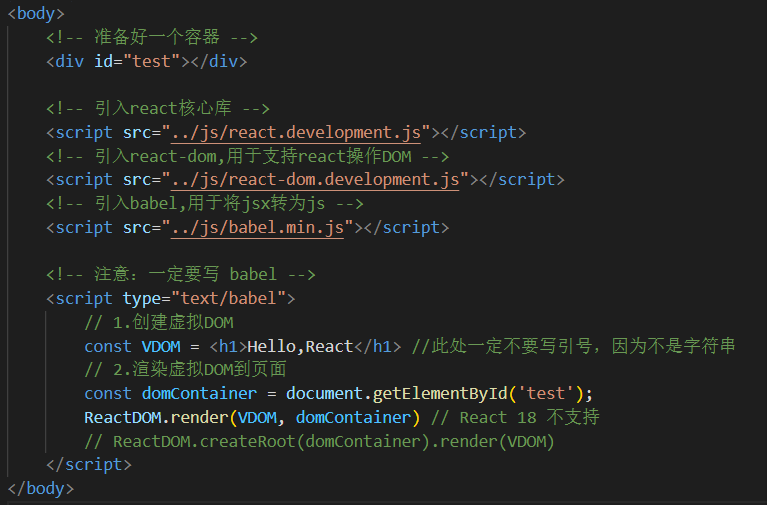 <body>
<!-- 准备好一个容器 -->
<div id="test"></div>
<!-- 引入react核心库 -->
<script src="../js/react.development.js"></script>
<!-- 引入react-dom,用于支持react操作DOM -->
<script src="../js/react-dom.development.js"></script>
<!-- 引入babel,用于将jsx转为js -->
<script src="../js/babel.min.js"></script>
<!-- 注意：一定要写 babel -->
<script type="text/babel">
// 1.创建虚拟DOM
const VDOM = <h1>Hello,React</h1> //此处一定不要写引号，因为不是字符串
// 2.渲染虚拟DOM到页面
const domContainer = document.getElementById('test');
ReactDOM.render(VDOM, domContainer) // React 18 不支持
// ReactDOM.createRoot(domContainer).render(VDOM)
</script>
</body>